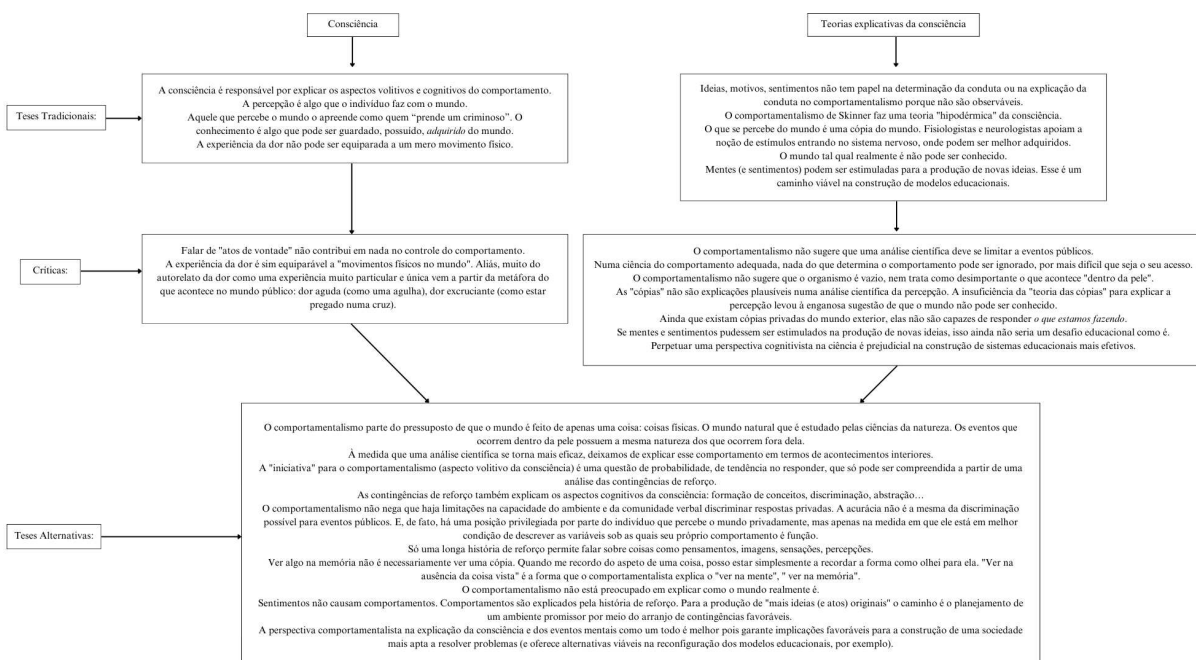 Consciência
Teorias explicativas da consciência
Teses Tradicionais:
A consciência é responsável por explicar os aspectos volitivos e cognitivos do comportamento.
A percepção é algo que o indivíduo faz com o mundo.
Aquele que percebe o mundo o apreende como quem “prende um criminoso”. O
conhecimento é algo que pode ser guardado, possuído, adquirido do mundo.
A experiência da dor não pode ser equiparada a um mero movimento físico.
Ideias, motivos, sentimentos não tem papel na determinação da conduta ou na explicação da
conduta no comportamentalismo porque não são observáveis.
O comportamentalismo de Skinner faz uma teoria "hipodérmica" da consciência.
O que se percebe do mundo é uma cópia do mundo. Fisiologistas e neurologistas apoiam a
noção de estímulos entrando no sistema nervoso, onde podem ser melhor adquiridos.
O mundo tal qual realmente é não pode ser conhecido.
Mentes (e sentimentos) podem ser estimuladas para a produção de novas ideias. Esse é um
caminho viável na construção de modelos educacionais.
Críticas:
Falar de "atos de vontade" não contribui em nada no controle do comportamento.
A experiência da dor é sim equiparável a "movimentos físicos no mundo". Aliás, muito do
autorelato da dor como uma experiência muito particular e única vem a partir da metáfora do
que acontece no mundo público: dor aguda (como uma agulha), dor excruciante (como estar
pregado numa cruz).
O comportamentalismo não sugere que uma análise científica deve se limitar a eventos públicos.
Numa ciência do comportamento adequada, nada do que determina o comportamento pode ser ignorado, por mais difícil que seja o seu acesso.
O comportamentalismo não sugere que o organismo é vazio, nem trata como desimportante o que acontece "dentro da pele".
As "cópias" não são explicações plausíveis numa análise científica da percepção. A insuficiência da "teoria das cópias" para explicar a
percepção levou à enganosa sugestão de que o mundo não pode ser conhecido.
Ainda que existam cópias privadas do mundo exterior, elas não são capazes de responder o que estamos fazendo.
Se mentes e sentimentos pudessem ser estimulados na produção de novas ideias, isso ainda não seria um desafio educacional como é.
Perpetuar uma perspectiva cognitivista na ciência é prejudicial na construção de sistemas educacionais mais efetivos.
Teses Alternativas:
O comportamentalismo parte do pressuposto de que o mundo é feito de apenas uma coisa: coisas físicas. O mundo natural que é estudado pelas ciências da natureza. Os eventos que
ocorrem dentro da pele possuem a mesma natureza dos que ocorrem fora dela.
À medida que uma análise científica se torna mais eficaz, deixamos de explicar esse comportamento em termos de acontecimentos interiores.
A "iniciativa" para o comportamentalismo (aspecto volitivo da consciência) é uma questão de probabilidade, de tendência no responder, que só pode ser compreendida a partir de uma
análise das contingências de reforço.
As contingências de reforço também explicam os aspectos cognitivos da consciência: formação de conceitos, discriminação, abstração…
O comportamentalismo não nega que haja limitações na capacidade do ambiente e da comunidade verbal discriminar respostas privadas. A acurácia não é a mesma da discriminação
possível para eventos públicos. E, de fato, há uma posição privilegiada por parte do indivíduo que percebe o mundo privadamente, mas apenas na medida em que ele está em melhor
condição de descrever as variáveis sob as quais seu próprio comportamento é função.
Só uma longa história de reforço permite falar sobre coisas como pensamentos, imagens, sensações, percepções.
Ver algo na memória não é necessariamente ver uma cópia. Quando me recordo do aspeto de uma coisa, posso estar simplesmente a recordar a forma como olhei para ela. "Ver na
ausência da coisa vista" é a forma que o comportamentalista explica o "ver na mente", " ver na memória".
O comportamentalismo não está preocupado em explicar como o mundo realmente é.
Sentimentos não causam comportamentos. Comportamentos são explicados pela história de reforço. Para a produção de "mais ideias (e atos) originais" o caminho é o planejamento de
um ambiente promissor por meio do arranjo de contingências favoráveis.
A perspectiva comportamentalista na explicação da consciência e dos eventos mentais como um todo é melhor pois garante implicações favoráveis para a construção de uma sociedade
mais apta a resolver problemas (e oferece alternativas viáveis na reconfiguração dos modelos educacionais, por exemplo).